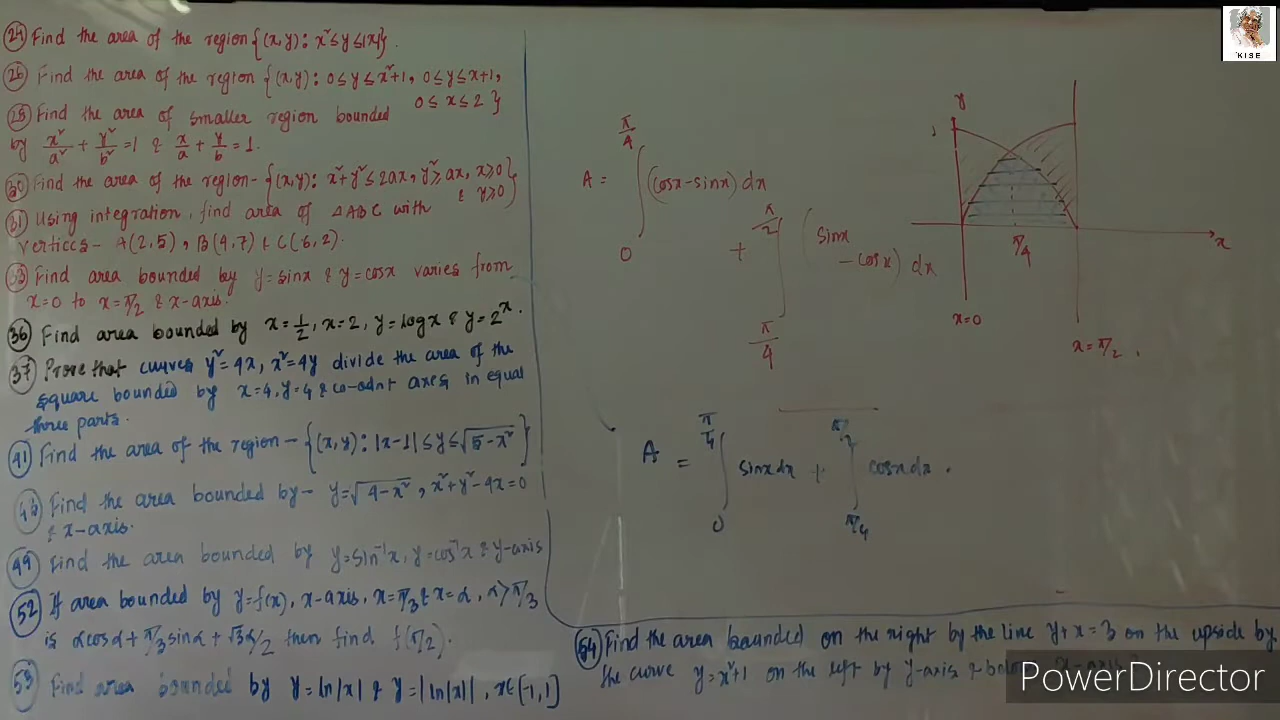 24 Find the area of the region {(x,y): x² ≤ y ≤ |x|}.
26 Find the area of the region {(x,y): 0 ≤ y ≤ x²+1, 0 ≤ y ≤ x+1,
0 ≤ x ≤ 2}
28 Find the area of smaller region bounded
by x²/a² + y²/b² = 1 & x/a + y/b = 1.
30 Find the area of the region- {(x,y): x²+y² ≤ 2ax, y² ≥ ax, x ≥ 0
& y ≥ 0}
31 Using integration, find area of △ABC with
vertices- A(2,5), B(4,7) & C(6,2).
33 Find area bounded by y=sinx & y=cosx varies from
x=0 to x=π/2 & x-axis.
36 Find area bounded by x=1/2, x=2, y=logx & y=2ˣ.
37 Prove that curves y²=4x, x²=4y divide the area of the
square bounded by x=4, y=4 & co-odnt axes in equal
three parts.
41 Find the area of the region- {(x,y): |x-1| ≤ y ≤ √5-x²}
Find the area bounded by- y=√4-x², x²+y²-4x=0
& x-axis.
49 Find the area bounded by y=sin⁻¹x, y=cos⁻¹x & y-axis
52 If area bounded by y=f(x), x-axis, x=π/3 & x=α, α>π/3
is αcosα+π/3 sinα+√3α/2 then find f(π/2).
53 Find area bounded by y=ln|x| & y=|ln|x||, x∈[-1,1]
A = ∫₀^(π/4) (cosx-sinx) dx
+ ∫_(π/4)^(π/2) (sinx
-cosx) dx
y
x
π/4
x=0
x=π/2.
A = ∫₀^(π/4) sinxdx + ∫_(π/4)^(π/2) cosxdx.
54 Find the area bounded on the right by the line y+x=3 on the upside by
the curve y=x²+1 on the left by y-axis &
KISE
PowerDirector